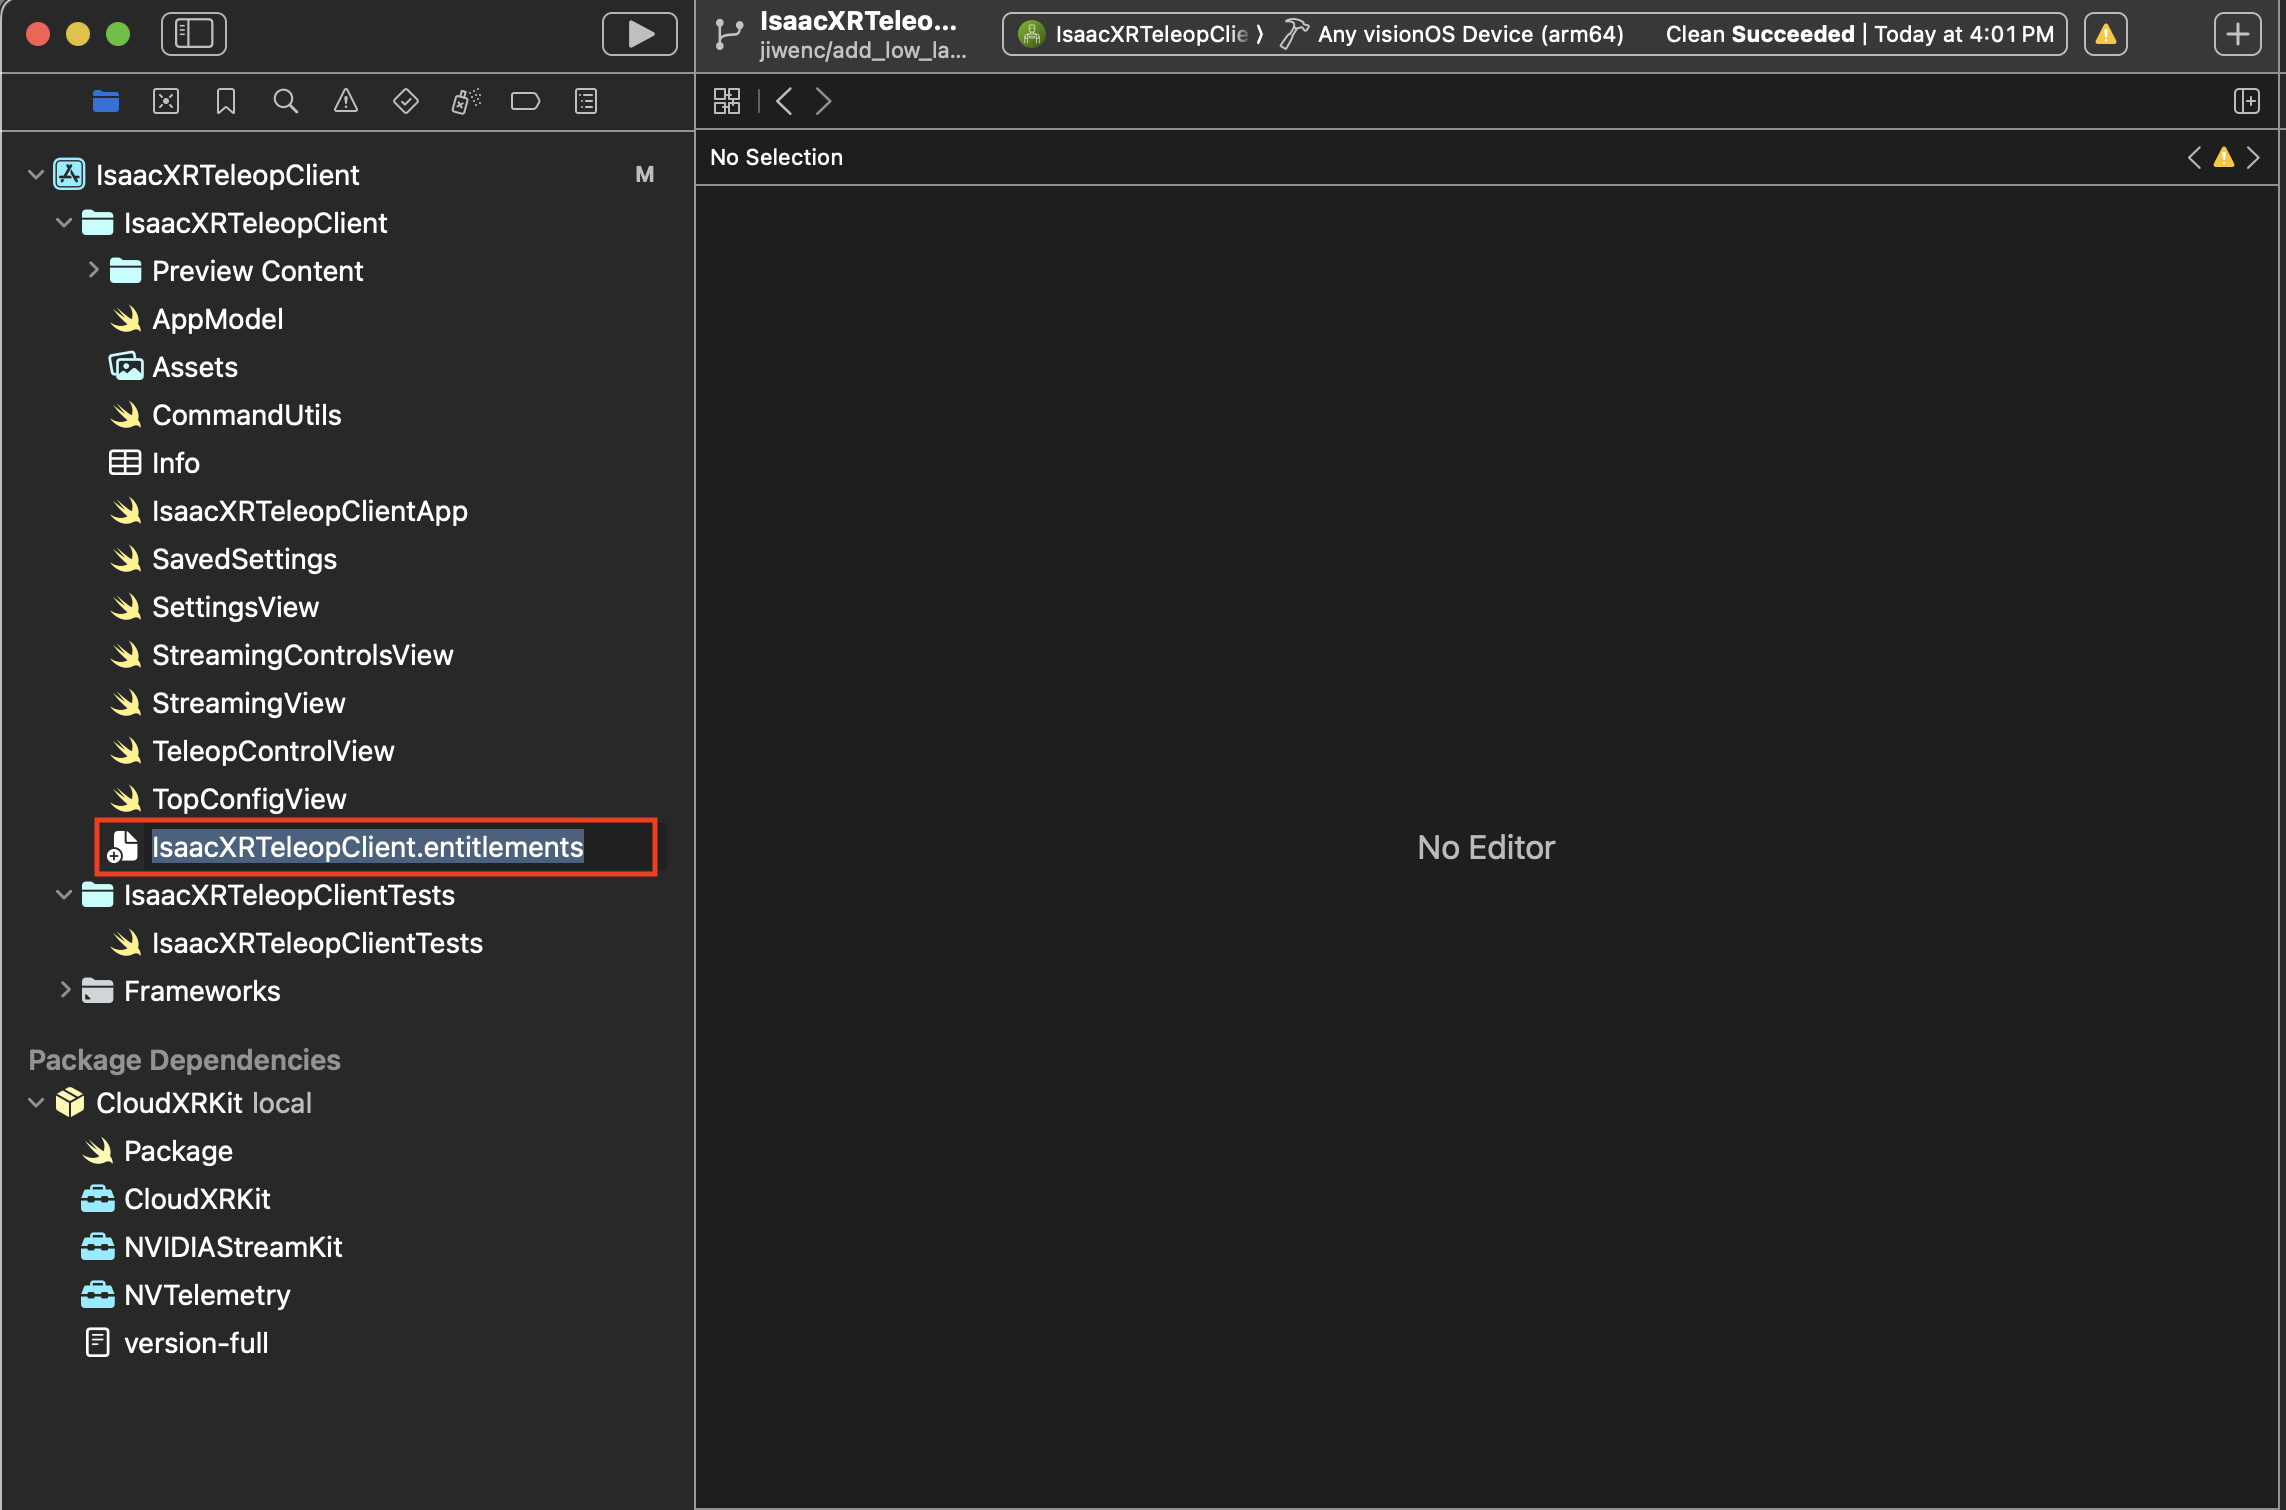 IsaacXRTeleo...
jiwenc/add_low_la...
IsaacXRTeleopClie
Any visionOS Device (arm64)
Clean Succeeded | Today at 4:01 PM
No Selection
IsaacXRTeleopClient
M
IsaacXRTeleopClient
Preview Content
AppModel
Assets
CommandUtils
Info
IsaacXRTeleopClientApp
SavedSettings
SettingsView
StreamingControlsView
StreamingView
TeleopControlView
TopConfigView
IsaacXRTeleopClient.entitlements
No Editor
IsaacXRTeleopClientTests
IsaacXRTeleopClientTests
Frameworks
Package Dependencies
CloudXRKit local
Package
CloudXRKit
NVIDIAStreamKit
NVTelemetry
version-full